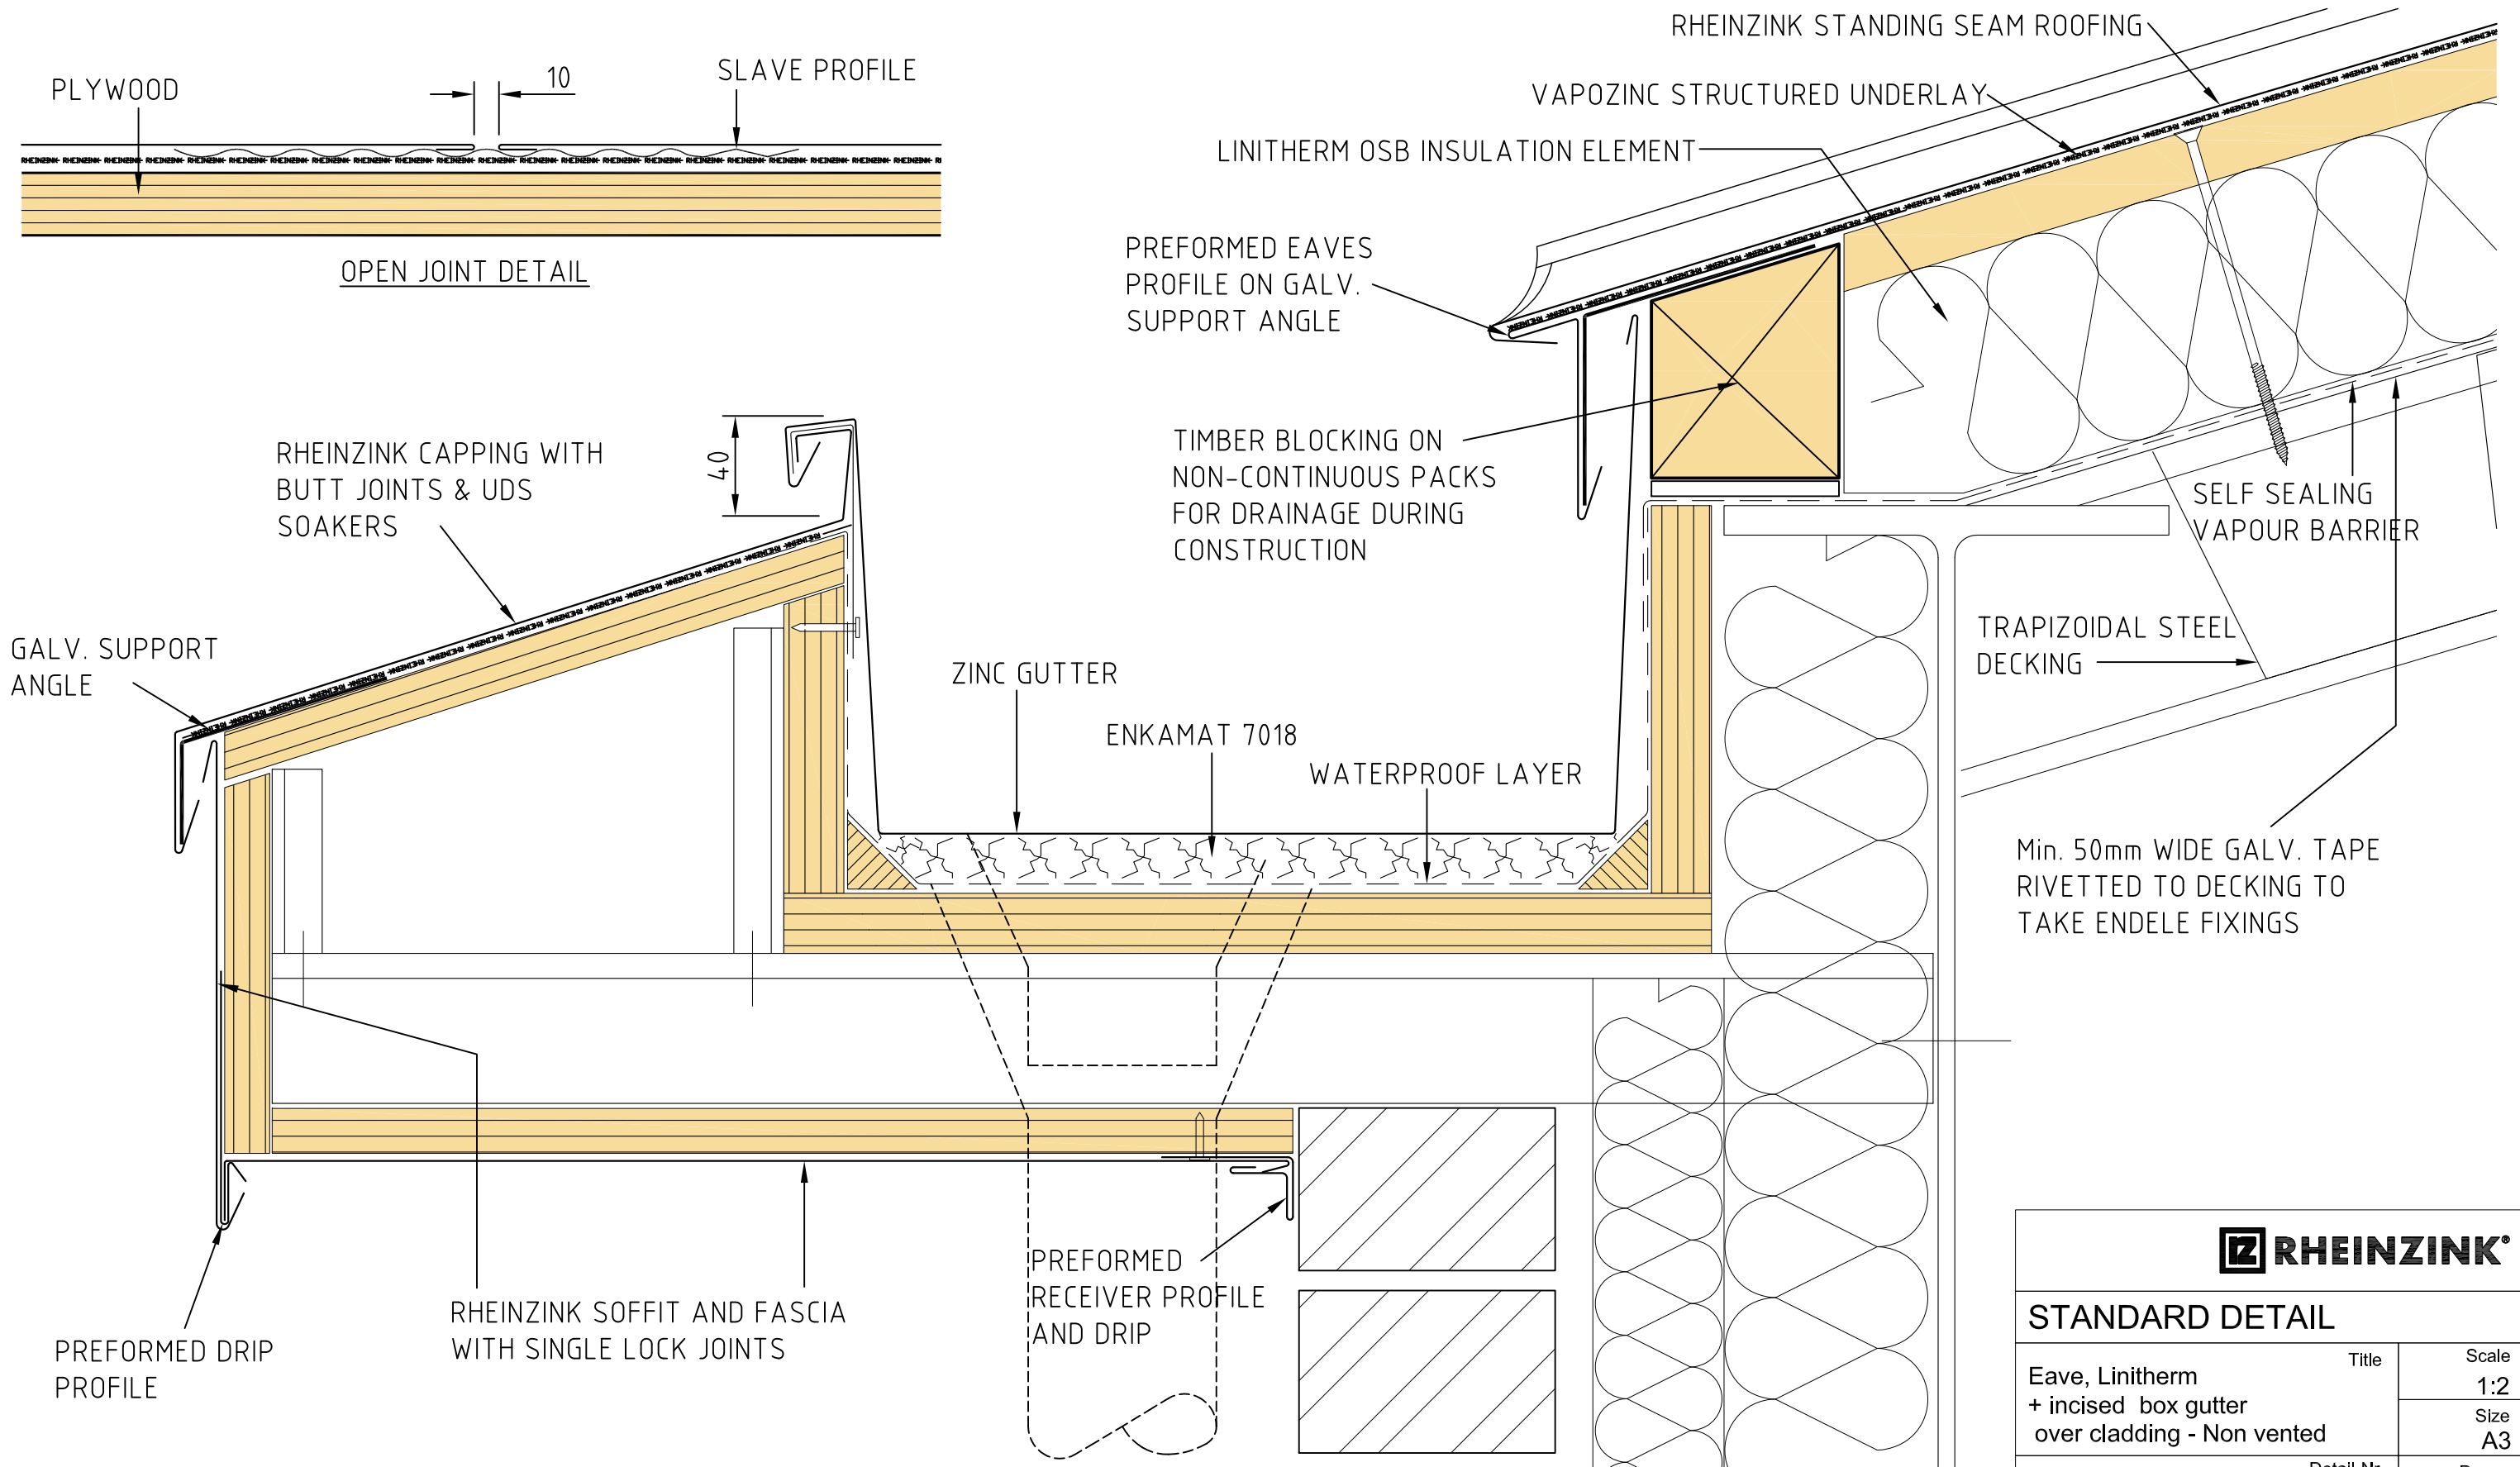 RHEINZINK STANDING SEAM ROOFING
PLYWOOD
10
SLAVE PROFILE
VAPOZINC STRUCTURED UNDERLAY
LINITHERM OSB INSULATION ELEMENT
OPEN JOINT DETAIL
PREFORMED EAVES
PROFILE ON GALV.
SUPPORT ANGLE
RHEINZINK CAPPING WITH
BUTT JOINTS & UDS
SOAKERS
40
TIMBER BLOCKING ON
NON-CONTINUOUS PACKS
FOR DRAINAGE DURING
CONSTRUCTION
SELF SEALING
VAPOUR BARRIER
GALV. SUPPORT
ANGLE
ZINC GUTTER
ENKAMAT 7018
WATERPROOF LAYER
TRAPIZOIDAL STEEL
DECKING
Min. 50mm WIDE GALV. TAPE
RIVETTED TO DECKING TO
TAKE ENDELE FIXINGS
PREFORMED DRIP
PROFILE
RHEINZINK SOFFIT AND FASCIA
WITH SINGLE LOCK JOINTS
PREFORMED
RECEIVER PROFILE
AND DRIP
RZ RHEINZINK®
STANDARD DETAIL
Title
Eave, Linitherm
+ incised box gutter
over cladding - Non vented
Scale
1:2
Size
A3
Detail Nr